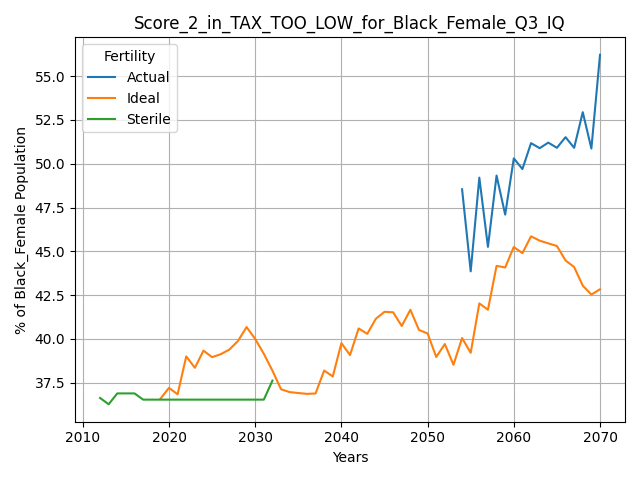 Score_2_in_TAX_TOO_LOW_for_Black_Female_Q3_IQ
Fertility
Actual
Ideal
Sterile
% of Black_Female Population
55.0
52.5
50.0
47.5
45.0
42.5
40.0
37.5
2010 2020 2030 2040 2050 2060 2070
Years